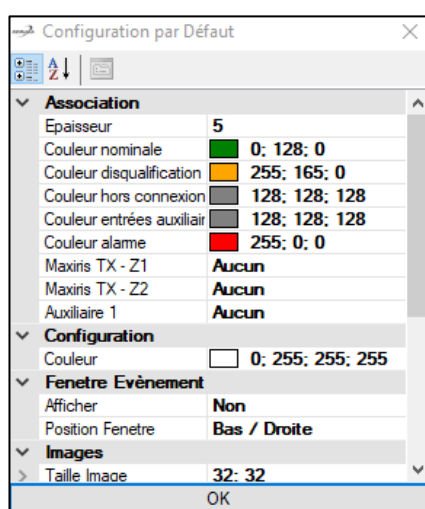 Configuration par Défaut
Association
Epaisseur 5
Couleur nominale 0; 128; 0
Couleur disqualification 255; 165; 0
Couleur hors connexion 128; 128; 128
Couleur entrées auxiliair 128; 128; 128
Couleur alarme 255; 0; 0
Maxiris TX - Z1 Aucun
Maxiris TX - Z2 Aucun
Auxiliaire 1 Aucun
Configuration
Couleur 0; 255; 255; 255
Fenetre Evènement
Afficher Non
Position Fenetre Bas / Droite
Images
Taille Image 32; 32
OK